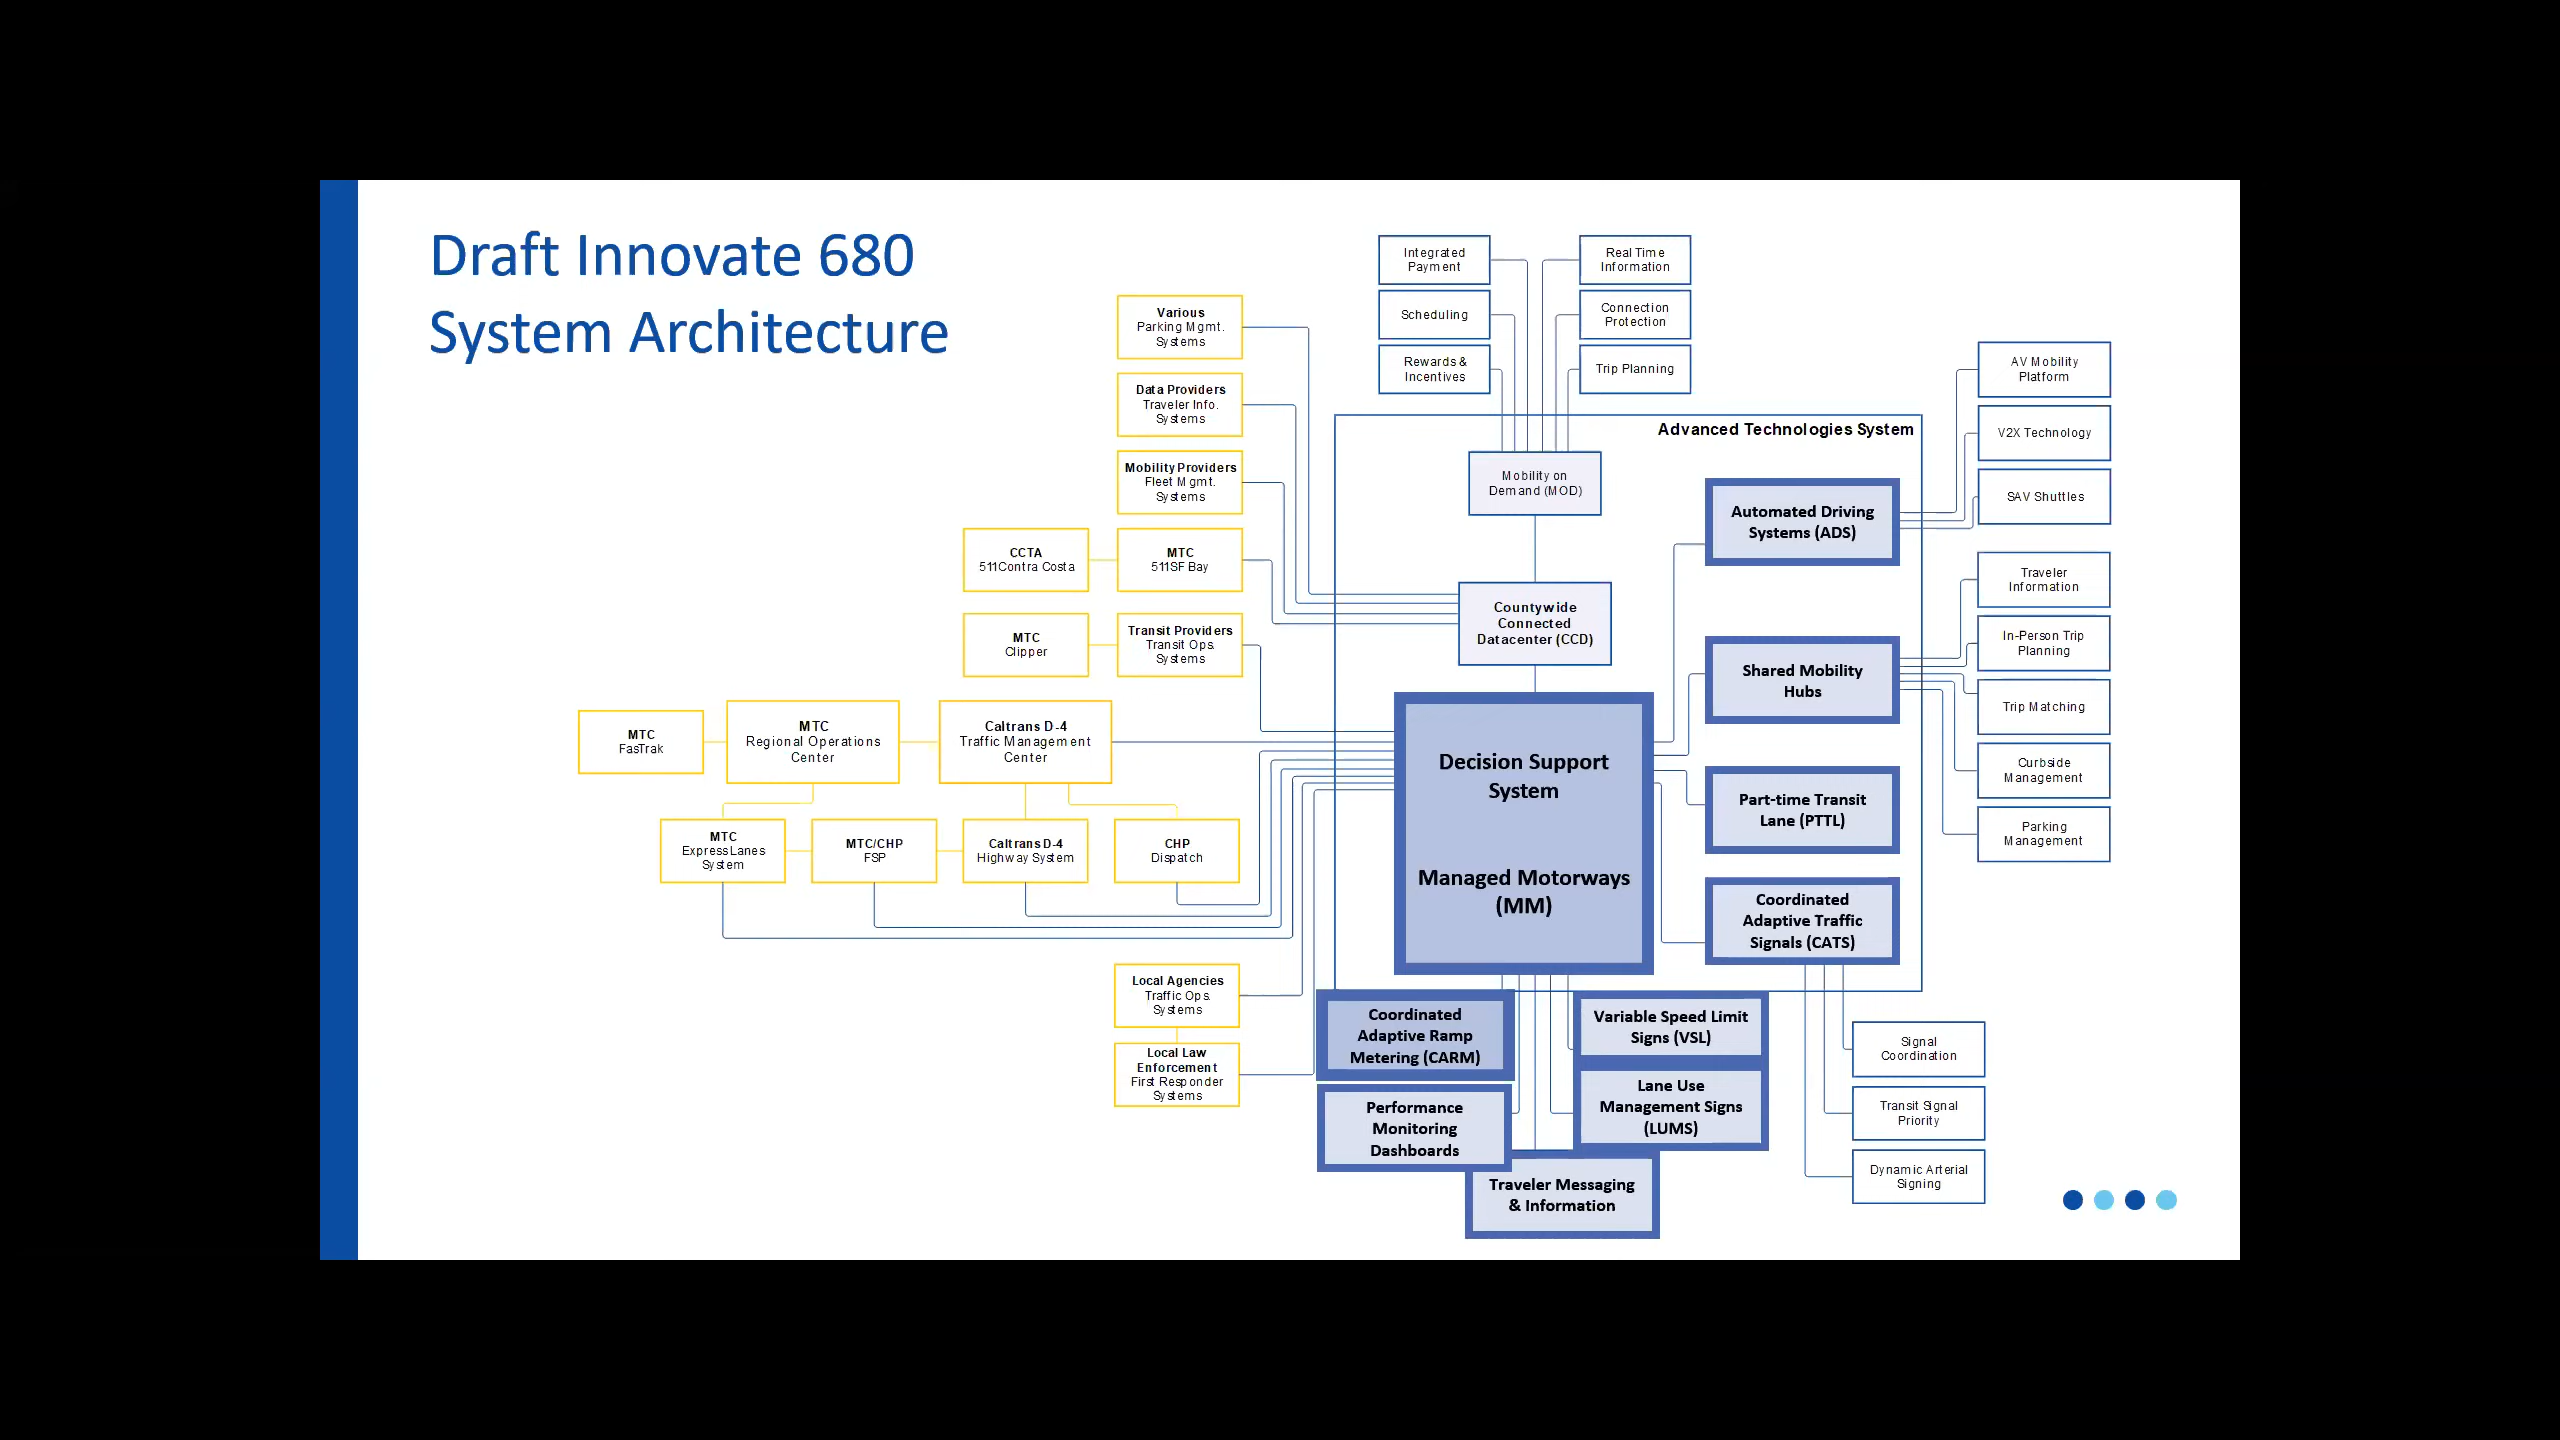 Draft Innovate 680
System Architecture
Integrated
Payment
Scheduling
Rewards &
Incentives
Real Time
Information
Connection
Protection
Trip Planning
Various
Parking Mgmt.
Systems
Data Providers
Traveler Info.
Systems
Mobility Providers
Fleet Mgmt.
Systems
CCTA
511Contra Costa
MTC
511SF Bay
MTC
Clipper
Transit Providers
Transit Ops.
Systems
MTC
FasTrak
MTC
Regional Operations
Center
Caltrans D-4
Traffic Management
Center
MTC
ExpressLanes
System
MTC/CHP
FSP
Caltrans D-4
Highway System
CHP
Dispatch
Local Agencies
Traffic Ops.
Systems
Local Law
Enforcement
First Responder
Systems
Advanced Technologies System
Mobility on
Demand (MOD)
Countywide
Connected
Datacenter (CCD)
Decision Support
System
Managed Motorways
(MM)
Automated Driving
Systems (ADS)
Shared Mobility
Hubs
Part-time Transit
Lane (PTTL)
Coordinated
Adaptive Traffic
Signals (CATS)
AV Mobility
Platform
V2X Technology
SAV Shuttles
Traveler
Information
In-Person Trip
Planning
Trip Matching
Curbside
Management
Parking
Management
Coordinated
Adaptive Ramp
Metering (CARM)
Performance
Monitoring
Dashboards
Variable Speed Limit
Signs (VSL)
Lane Use
Management Signs
(LUMS)
Traveler Messaging
& Information
Signal
Coordination
Transit Signal
Priority
Dynamic Arterial
Signing